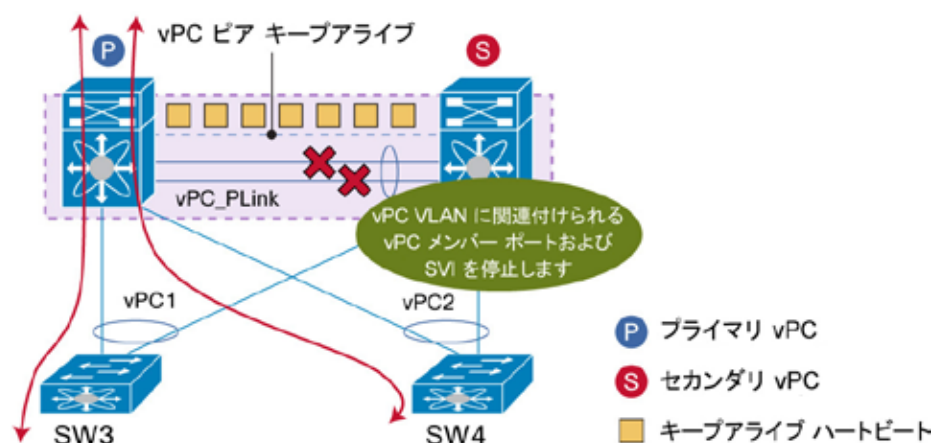 vPC ピア キープアライブ
P
S
vPC_PLink
vPC VLAN に関連付けられる
vPC メンバー ポートおよび
SVI を停止します
vPC1
vPC2
SW3
SW4
P プライマリ vPC
S セカンダリ vPC
キープアライブ ハートビート